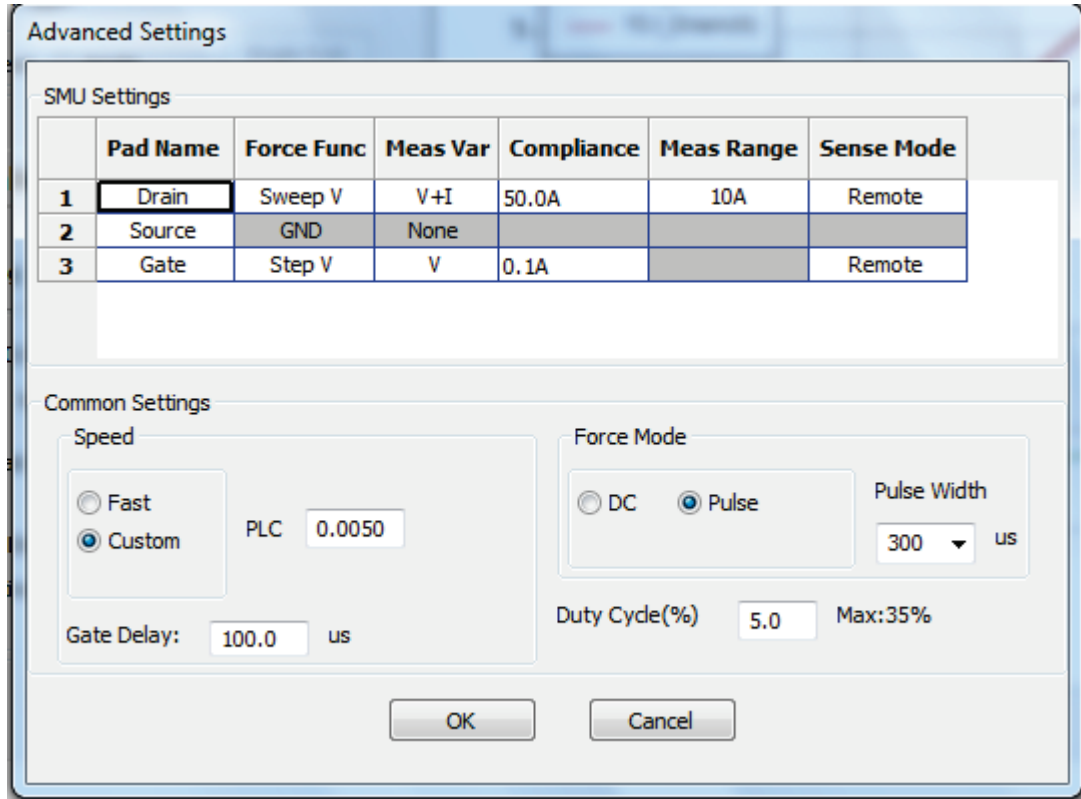 Advanced Settings
SMU Settings
Pad Name Force Func Meas Var Compliance Meas Range Sense Mode
1 Drain Sweep V V+I 50.0A 10A Remote
2 Source GND None
3 Gate Step V V 0.1A Remote
Common Settings
Speed
Fast
Custom
PLC 0.0050
Gate Delay: 100.0 us
Force Mode
DC Pulse
Pulse Width
300 us
Duty Cycle(%) 5.0 Max:35%
OK Cancel